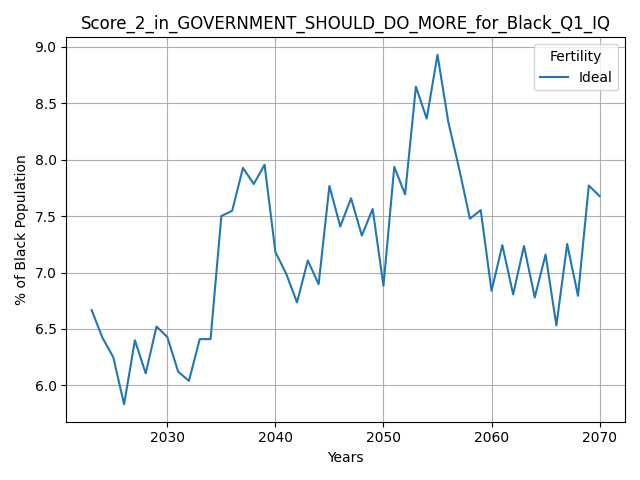 Score_2_in_GOVERNMENT_SHOULD_DO_MORE_for_Black_Q1_IQ
Fertility
Ideal
% of Black Population
9.0
8.5
8.0
7.5
7.0
6.5
6.0
2030 2040 2050 2060 2070
Years